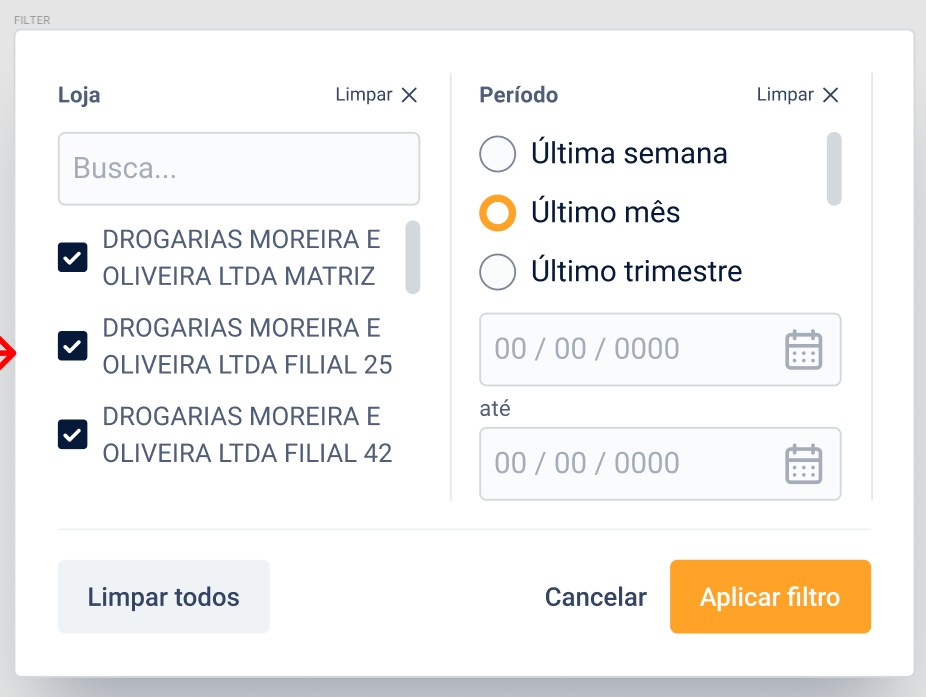 FILTER
Loja
Limpar
Busca...
DROGARIAS MOREIRA E
OLIVEIRA LTDA MATRIZ
DROGARIAS MOREIRA E
OLIVEIRA LTDA FILIAL 25
DROGARIAS MOREIRA E
OLIVEIRA LTDA FILIAL 42
Período
Limpar
Última semana
Último mês
Último trimestre
00 / 00 / 0000
até
00 / 00 / 0000
Limpar todos
Cancelar
Aplicar filtro